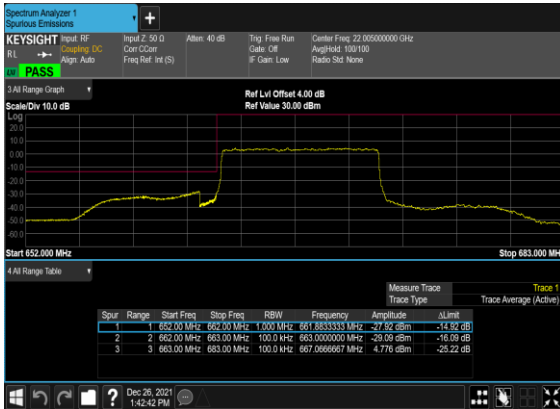 Spectrum Analyzer 1
Spurious Emissions
+
KEYSIGHT Input: RF Input Z: 50 Ω Atten: 40 dB Trig: Free Run Center Freq: 22.005000000 GHz
RL Coupling: DC Corr CCorr Gate: Off Avg|Hold: 100/100
Align: Auto Freq Ref: Int (S) IF Gain: Low Radio Std: None
PASS
3 All Range Graph
Ref Lvl Offset 4.00 dB
Scale/Div 10.0 dB Ref Value 30.00 dBm
Log
20.0
10.0
0.00
-10.0
-20.0
-30.0
-40.0
-50.0
-60.0
Start 652.000 MHz Stop 683.000 MH
4 All Range Table
Measure Trace Trace 1
Trace Type Trace Average (Active)
Spur Range Start Freq Stop Freq RBW Frequency Amplitude ΔLimit
1 1 652.00 MHz 662.00 MHz 1.000 MHz 661.8833333 MHz -27.92 dBm -14.92 dB
2 2 662.00 MHz 663.00 MHz 100.0 kHz 663.0000000 MHz -29.09 dBm -16.09 dB
3 3 663.00 MHz 683.00 MHz 100.0 kHz 667.0666667 MHz 4.776 dBm -25.22 dB
? Dec 26, 2021
1:42:42 PM